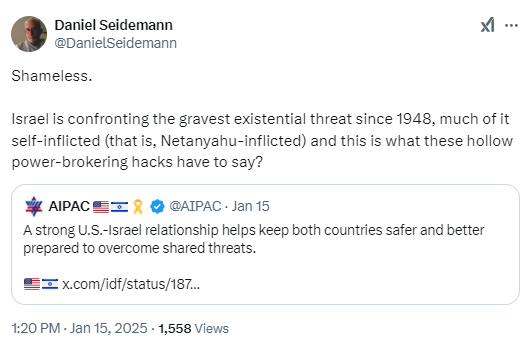 Daniel Seidemann
@DanielSeidemann
Shameless.
Israel is confronting the gravest existential threat since 1948, much of it
self-inflicted (that is, Netanyahu-inflicted) and this is what these hollow
power-brokering hacks have to say?
AIPAC🇺🇸🇮🇱🎗️ @AIPAC · Jan 15
A strong U.S.-Israel relationship helps keep both countries safer and better
prepared to overcome shared threats.
🇺🇸🇮🇱 x.com/idf/status/187...
1:20 PM · Jan 15, 2025 · 1,558 Views